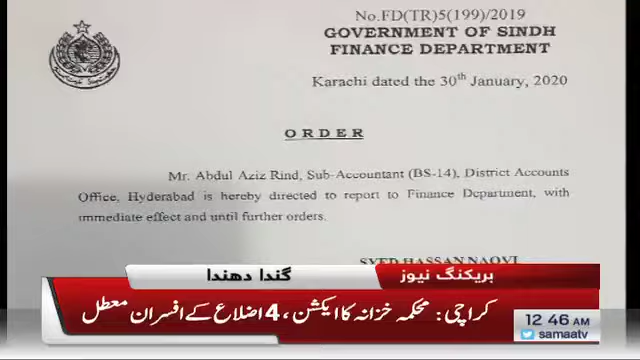 No.FD(TR)5(199)/2019
GOVERNMENT OF SINDH
FINANCE DEPARTMENT
Karachi dated the 30th January, 2020
ORDER
Mr. Abdul Aziz Rind, Sub-Accountant (BS-14), District Accounts
Office, Hyderabad is hereby directed to report to Finance Department, with
immediate effect and until further orders.
SYED HASSAN NAQVI
بریکنگ نیوز
گندا دھندا
کراچی: محکمہ خزانہ کا ایکشن، 4 اضلاع کے افسران معطل
12 46 AM
samaatv